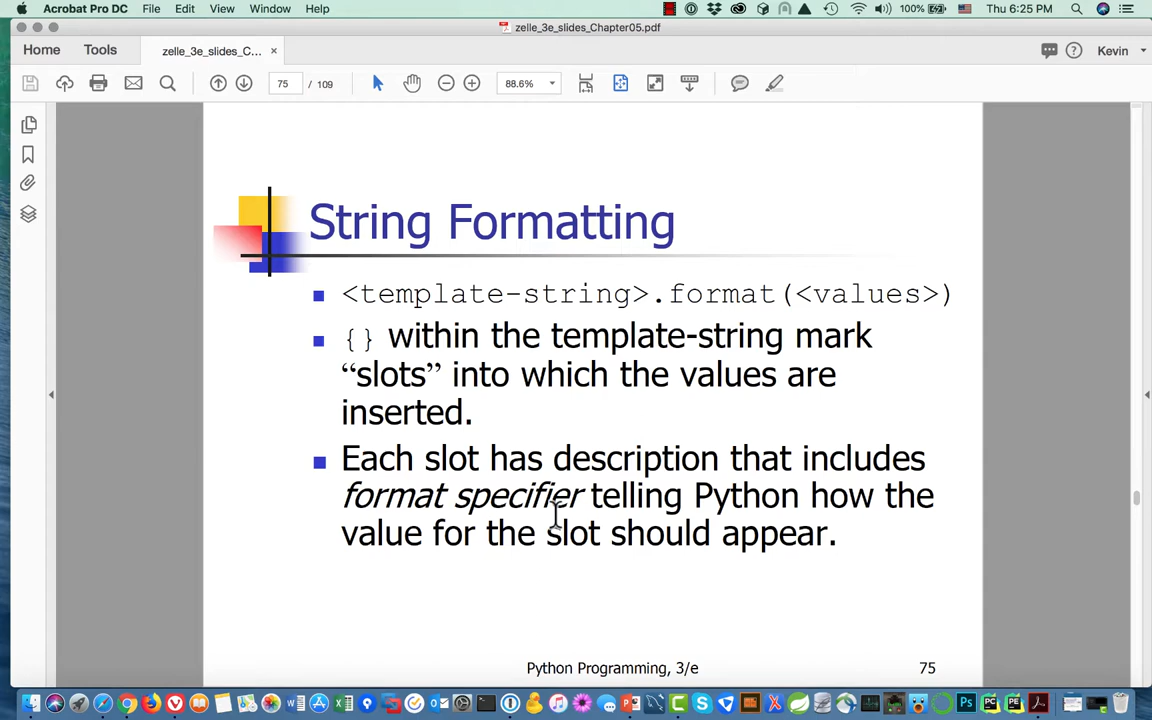 Acrobat Pro DC File Edit View Window Help 100% Thu 6:25 PM
zelle_3e_slides_Chapter05.pdf
Home Tools zelle_3e_slides_C... × Kevin
75 / 109 88.6%
String Formatting
<template-string>.format(<values>)
{} within the template-string mark
“slots” into which the values are
inserted.
Each slot has description that includes
format specifier telling Python how the
value for the slot should appear.
Python Programming, 3/e 75